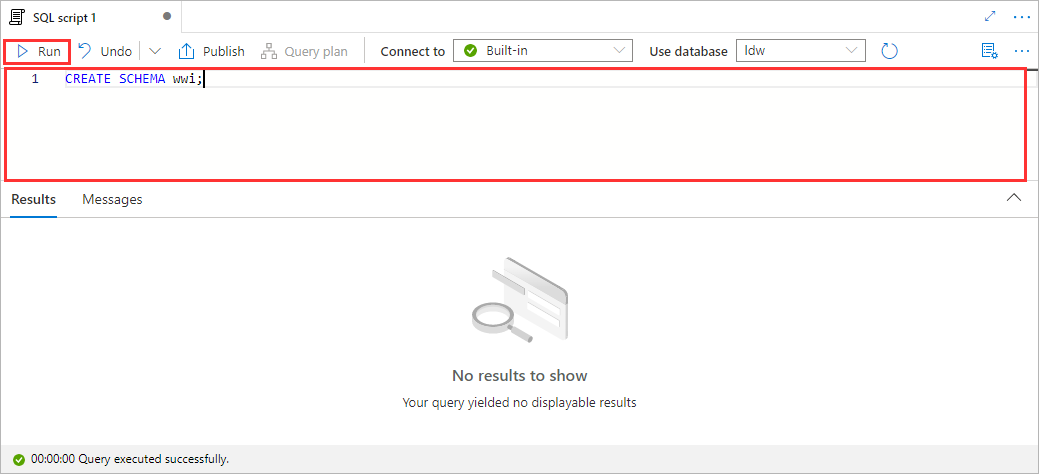 SQL script 1
Run Undo Publish Query plan Connect to Built-in Use database ldw
1 CREATE SCHEMA wwi;
Results Messages
No results to show
Your query yielded no displayable results
00:00:00 Query executed successfully.